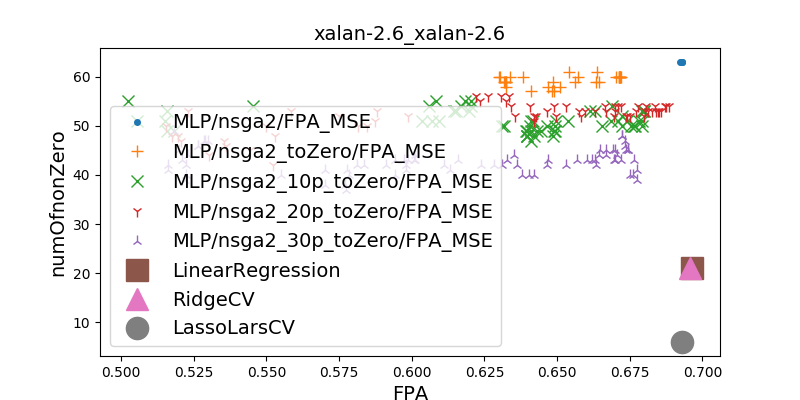 xalan-2.6_xalan-2.6
numOfnonZero
60
50
40
30
20
10
MLP/nsga2/FPA_MSE
MLP/nsga2_toZero/FPA_MSE
MLP/nsga2_10p_toZero/FPA_MSE
MLP/nsga2_20p_toZero/FPA_MSE
MLP/nsga2_30p_toZero/FPA_MSE
LinearRegression
RidgeCV
LassoLarsCV
0.500 0.525 0.550 0.575 0.600 0.625 0.650 0.675 0.700
FPA